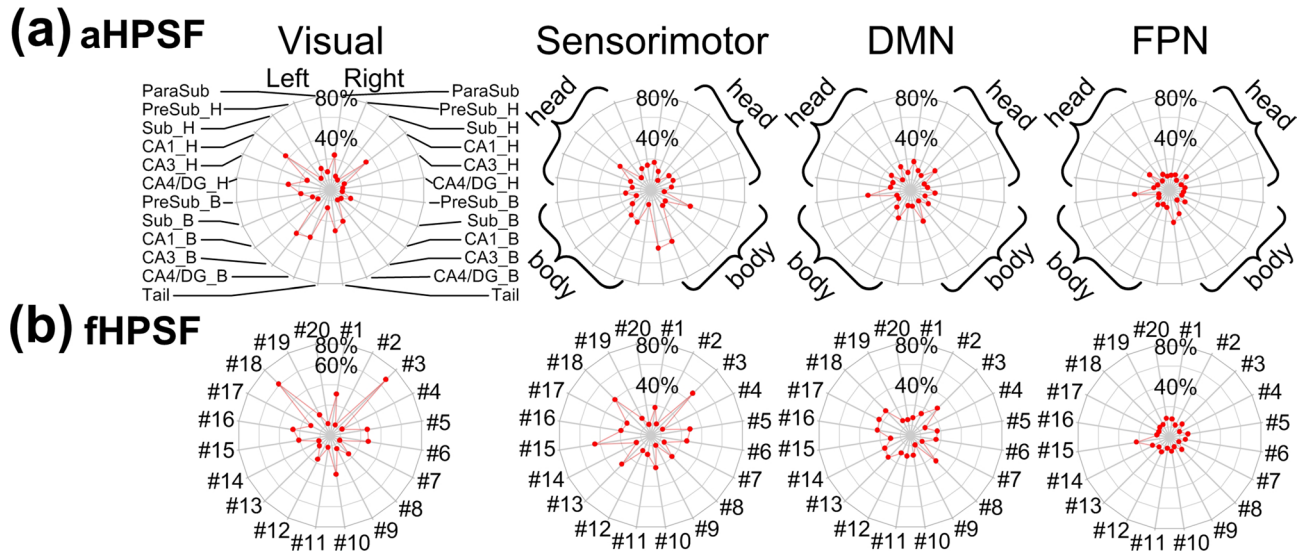 (a) aHPSF Visual Sensorimotor DMN FPN
Left Right
ParaSub 80% ParaSub 80% 80% 80%
PreSub_H PreSub_H head head head head head head
Sub_H Sub_H
CA1_H 40% CA1_H 40% 40% 40%
CA3_H CA3_H
CA4/DG_H CA4/DG_H
PreSub_B PreSub_B
Sub_B Sub_B
CA1_B CA1_B body body body body body body
CA3_B CA3_B
CA4/DG_B CA4/DG_B
Tail Tail
(b) fHPSF
#20 #1 #20 #1 #20 #1 #20 #1
#19 80% #2 #19 80% #2 #19 80% #2 #19 80% #2
#18 60% #3 #18 #3 #18 #3 #18 #3
#17 #4 #17 40% #4 #17 40% #4 #17 40% #4
#16 #5 #16 #5 #16 #5 #16 #5
#15 #6 #15 #6 #15 #6 #15 #6
#14 #7 #14 #7 #14 #7 #14 #7
#13 #8 #13 #8 #13 #8 #13 #8
#12 #9 #12 #9 #12 #9 #12 #9
#11 #10 #11 #10 #11 #10 #11 #10